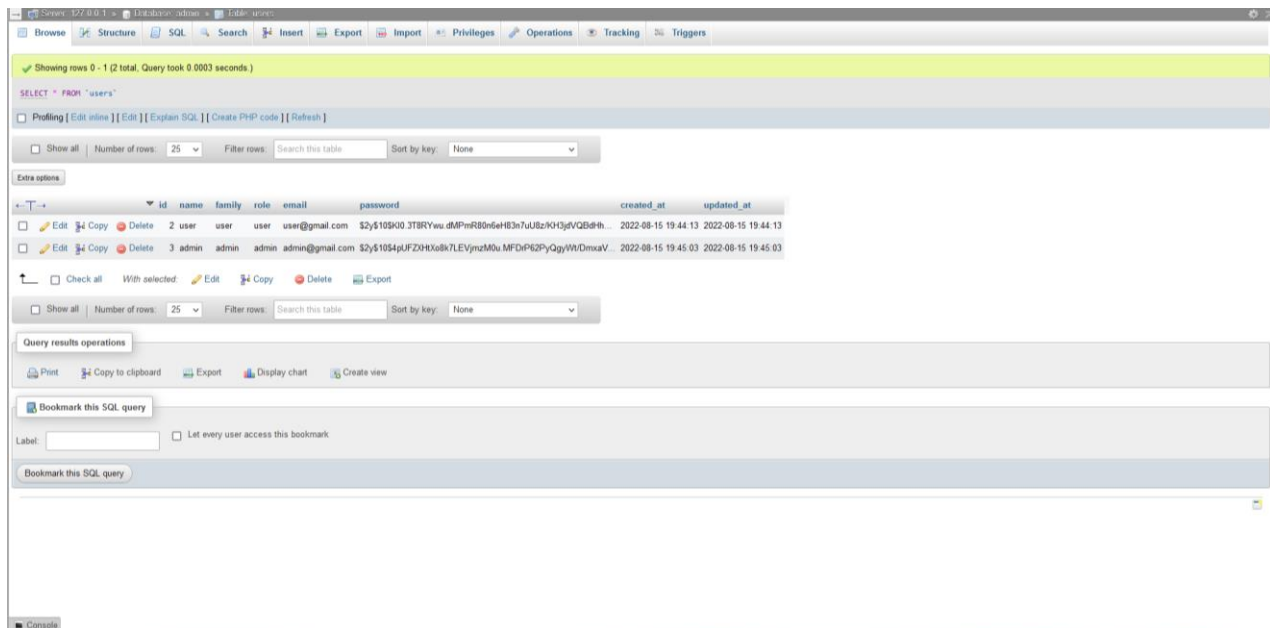 Server: 127.0.0.1 » Database: admin » Table: users
Browse Structure SQL Search Insert Export Import Privileges Operations Tracking Triggers
Showing rows 0 - 1 (2 total, Query took 0.0003 seconds.)
SELECT * FROM `users`
Profiling [ Edit inline ] [ Edit ] [ Explain SQL ] [ Create PHP code ] [ Refresh ]
Show all | Number of rows: 25 Filter rows: Search this table Sort by key: None
Extra options
←T→ id name family role email password created_at updated_at
Edit Copy Delete 2 user user user user@gmail.com 2022-08-15 19:44:13 2022-08-15 19:44:13
Edit Copy Delete 3 admin admin admin admin@gmail.com 2022-08-15 19:45:03 2022-08-15 19:45:03
Check all With selected: Edit Copy Delete Export
Show all | Number of rows: 25 Filter rows: Search this table Sort by key: None
Query results operations
Print Copy to clipboard Export Display chart Create view
Bookmark this SQL query
Label: Let every user access this bookmark
Bookmark this SQL query
Console